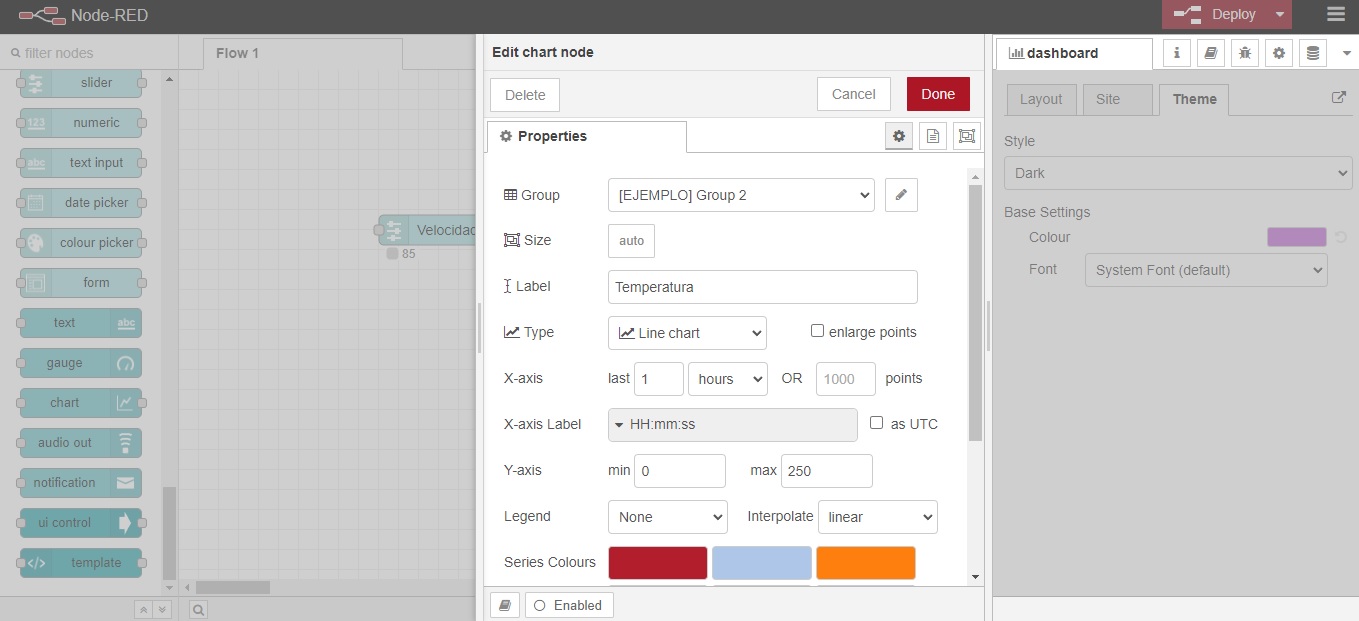 Node-RED
Deploy
filter nodes
slider
numeric
text input
date picker
colour picker
form
text
gauge
chart
audio out
notification
ui control
template
123
abc
abc
Flow 1
Velocidad
85
Edit chart node
Delete
Cancel
Done
Properties
Group
[EJEMPLO] Group 2
Size
auto
Label
Temperatura
Type
Line chart
enlarge points
X-axis
last
1
hours
OR
1000
points
X-axis Label
HH:mm:ss
as UTC
Y-axis
min
0
max
250
Legend
None
Interpolate
linear
Series Colours
Enabled
dashboard
i
Layout
Site
Theme
Style
Dark
Base Settings
Colour
Font
System Font (default)